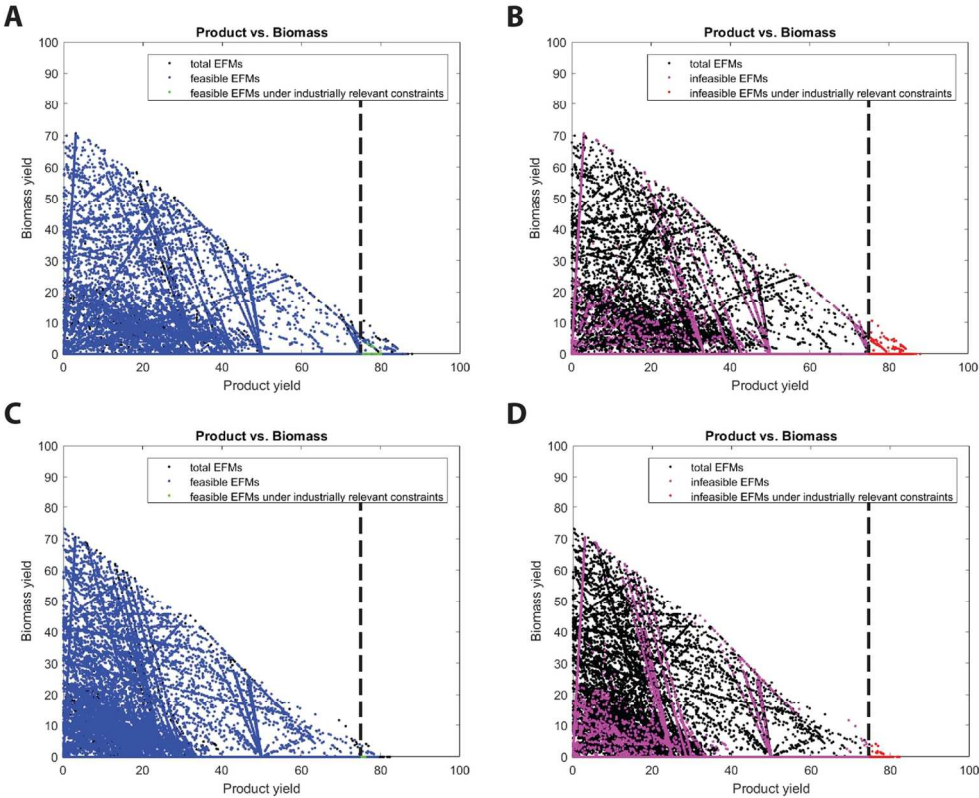 A
Product vs. Biomass
100
90
80
70
60
50
40
30
20
10
0
Biomass yield
total EFMs
feasible EFMs
feasible EFMs under industrially relevant constraints
0 20 40 60 80 100
Product yield
B
Product vs. Biomass
100
90
80
70
60
50
40
30
20
10
0
Biomass yield
total EFMs
infeasible EFMs
infeasible EFMs under industrially relevant constraints
0 20 40 60 80 100
Product yield
C
Product vs. Biomass
100
90
80
70
60
50
40
30
20
10
0
Biomass yield
total EFMs
feasible EFMs
feasible EFMs under industrially relevant constraints
0 20 40 60 80 100
Product yield
D
Product vs. Biomass
100
90
80
70
60
50
40
30
20
10
0
Biomass yield
total EFMs
infeasible EFMs
infeasible EFMs under industrially relevant constraints
0 20 40 60 80 100
Product yield